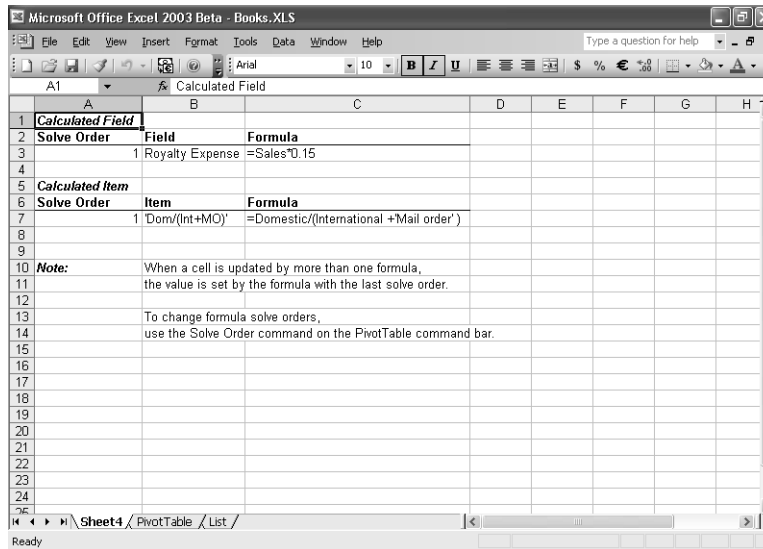 Microsoft Office Excel 2003 Beta - Books.XLS
File Edit View Insert Format Tools Data Window Help Type a question for help
Arial 10 B I U $ % €
A1 fx Calculated Field
A B C D E F G H
1 Calculated Field
2 Solve Order Field Formula
3 1 Royalty Expense =Sales*0.15
4
5 Calculated Item
6 Solve Order Item Formula
7 1 'Dom/(Int+MO)' =Domestic/(International +'Mail order' )
8
9
10 Note: When a cell is updated by more than one formula,
11 the value is set by the formula with the last solve order.
12
13 To change formula solve orders,
14 use the Solve Order command on the PivotTable command bar.
15
16
17
18
19
20
21
22
23
24
25
Sheet4 / PivotTable / List /
Ready